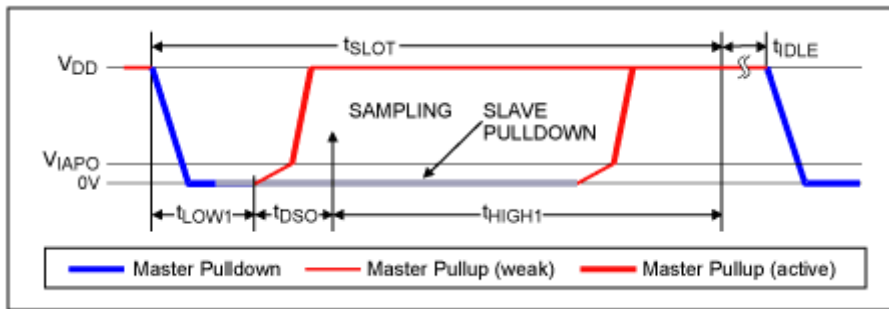 tSLOT
tIDLE
VDD
SAMPLING
SLAVE
PULLDOWN
VIAPO
0V
tLOW1
tDSO
tHIGH1
Master Pulldown
Master Pullup (weak)
Master Pullup (active)